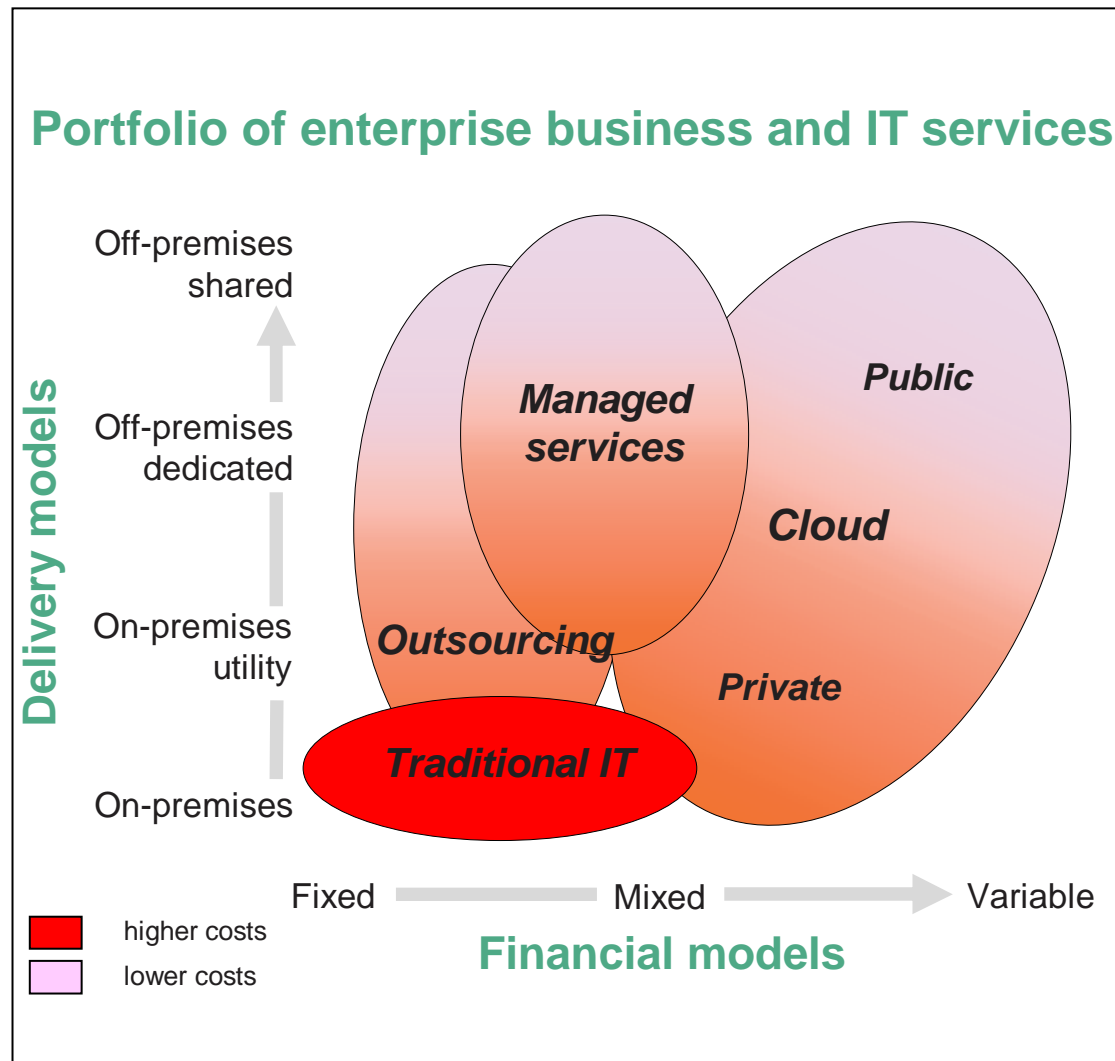 Portfolio of enterprise business and IT services
Off-premises
shared
Off-premises
dedicated
On-premises
utility
On-premises
Delivery models
Public
Managed
services
Cloud
Outsourcing
Private
Traditional IT
Fixed
Mixed
Variable
Financial models
higher costs
lower costs